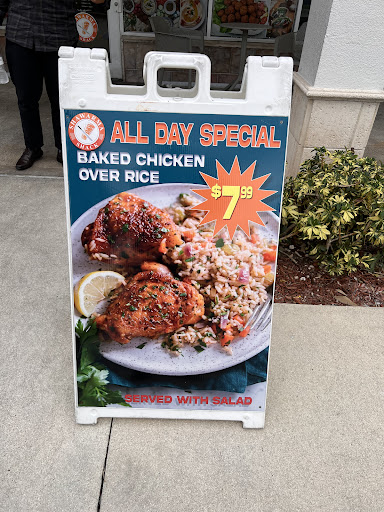 SHAWARMA
SHACK
ALL DAY SPECIAL
BAKED CHICKEN
OVER RICE
$7.99
SERVED WITH SALAD